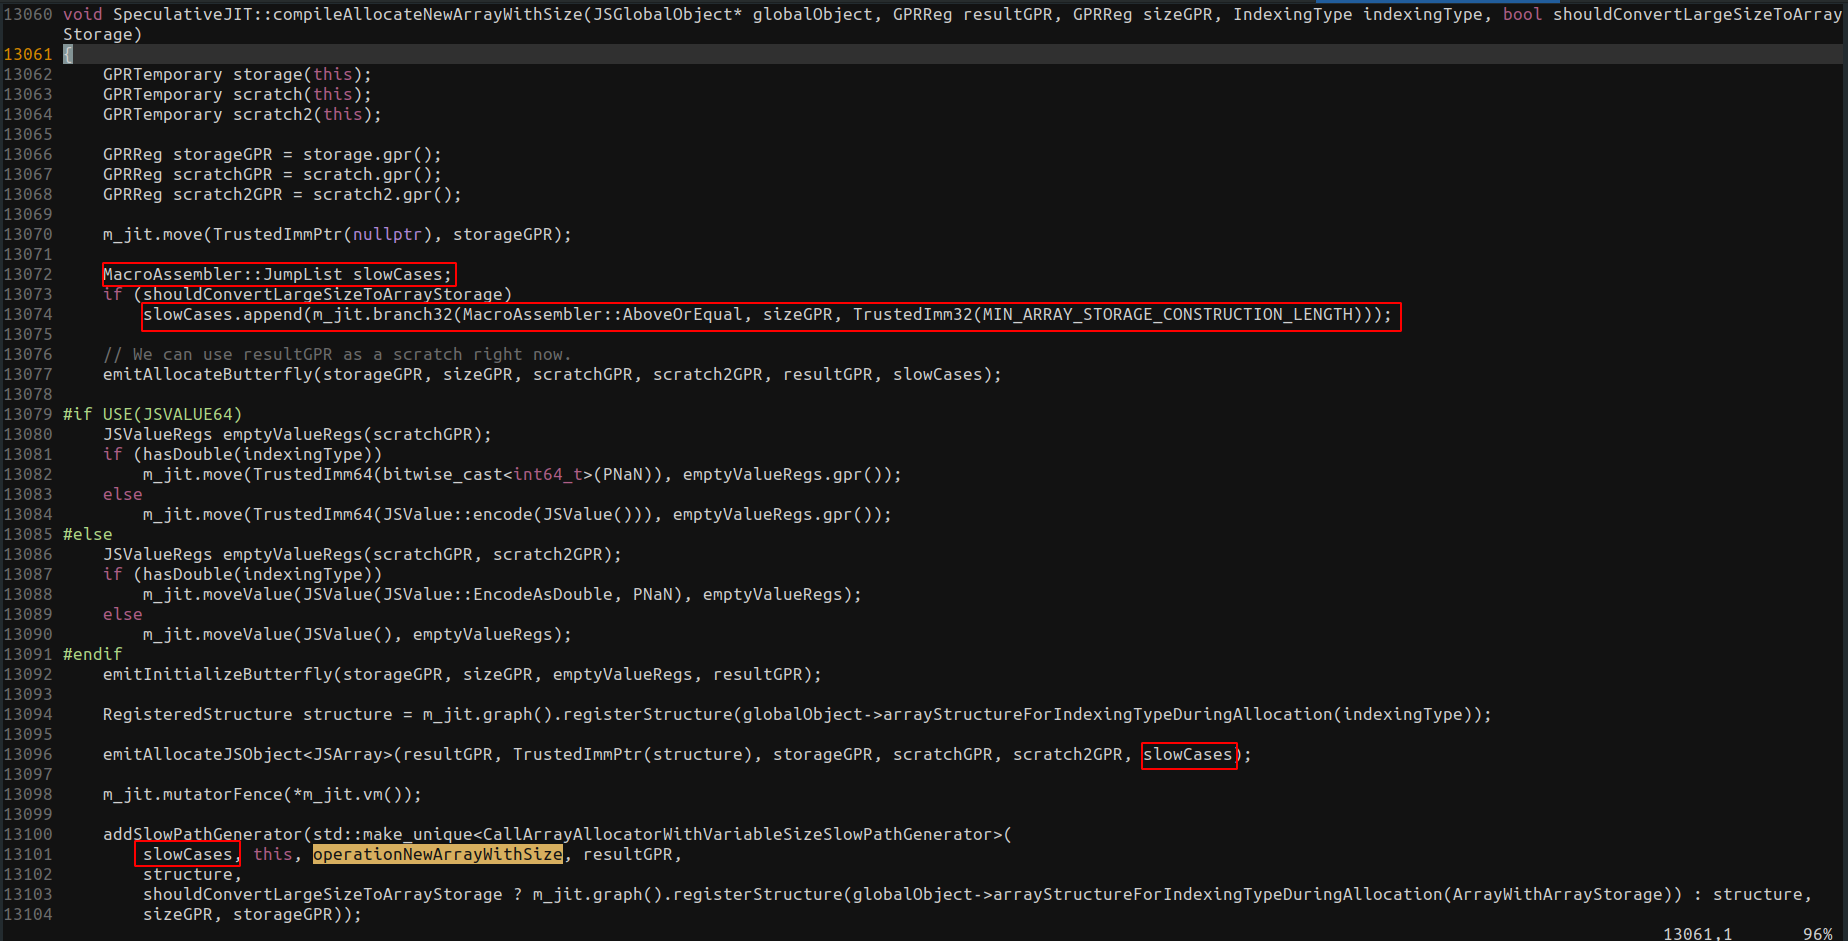 13060 void SpeculativeJIT::compileAllocateNewArrayWithSize(JSGlobalObject* globalObject, GPRReg resultGPR, GPRReg sizeGPR, IndexingType indexingType, bool shouldConvertLargeSizeToArray
Storage)
13061 {
13062     GPRTemporary storage(this);
13063     GPRTemporary scratch(this);
13064     GPRTemporary scratch2(this);
13065
13066     GPRReg storageGPR = storage.gpr();
13067     GPRReg scratchGPR = scratch.gpr();
13068     GPRReg scratch2GPR = scratch2.gpr();
13069
13070     m_jit.move(TrustedImmPtr(nullptr), storageGPR);
13071
13072     MacroAssembler::JumpList slowCases;
13073     if (shouldConvertLargeSizeToArrayStorage)
13074         slowCases.append(m_jit.branch32(MacroAssembler::AboveOrEqual, sizeGPR, TrustedImm32(MIN_ARRAY_STORAGE_CONSTRUCTION_LENGTH)));
13075
13076     // We can use resultGPR as a scratch right now.
13077     emitAllocateButterfly(storageGPR, sizeGPR, scratchGPR, scratch2GPR, resultGPR, slowCases);
13078
13079 #if USE(JSVALUE64)
13080     JSValueRegs emptyValueRegs(scratchGPR);
13081     if (hasDouble(indexingType))
13082         m_jit.move(TrustedImm64(bitwise_cast<int64_t>(PNaN)), emptyValueRegs.gpr());
13083     else
13084         m_jit.move(TrustedImm64(JSValue::encode(JSValue())), emptyValueRegs.gpr());
13085 #else
13086     JSValueRegs emptyValueRegs(scratchGPR, scratch2GPR);
13087     if (hasDouble(indexingType))
13088         m_jit.moveValue(JSValue(JSValue::EncodeAsDouble, PNaN), emptyValueRegs);
13089     else
13090         m_jit.moveValue(JSValue(), emptyValueRegs);
13091 #endif
13092     emitInitializeButterfly(storageGPR, sizeGPR, emptyValueRegs, resultGPR);
13093
13094     RegisteredStructure structure = m_jit.graph().registerStructure(globalObject->arrayStructureForIndexingTypeDuringAllocation(indexingType));
13095
13096     emitAllocateJSObject<JSArray>(resultGPR, TrustedImmPtr(structure), storageGPR, scratchGPR, scratch2GPR, slowCases);
13097
13098     m_jit.mutatorFence(*m_jit.vm());
13099
13100     addSlowPathGenerator(std::make_unique<CallArrayAllocatorWithVariableSizeSlowPathGenerator>(
13101         slowCases, this, operationNewArrayWithSize, resultGPR,
13102         structure,
13103         shouldConvertLargeSizeToArrayStorage ? m_jit.graph().registerStructure(globalObject->arrayStructureForIndexingTypeDuringAllocation(ArrayWithArrayStorage)) : structure,
13104         sizeGPR, storageGPR));
13061,1 96%